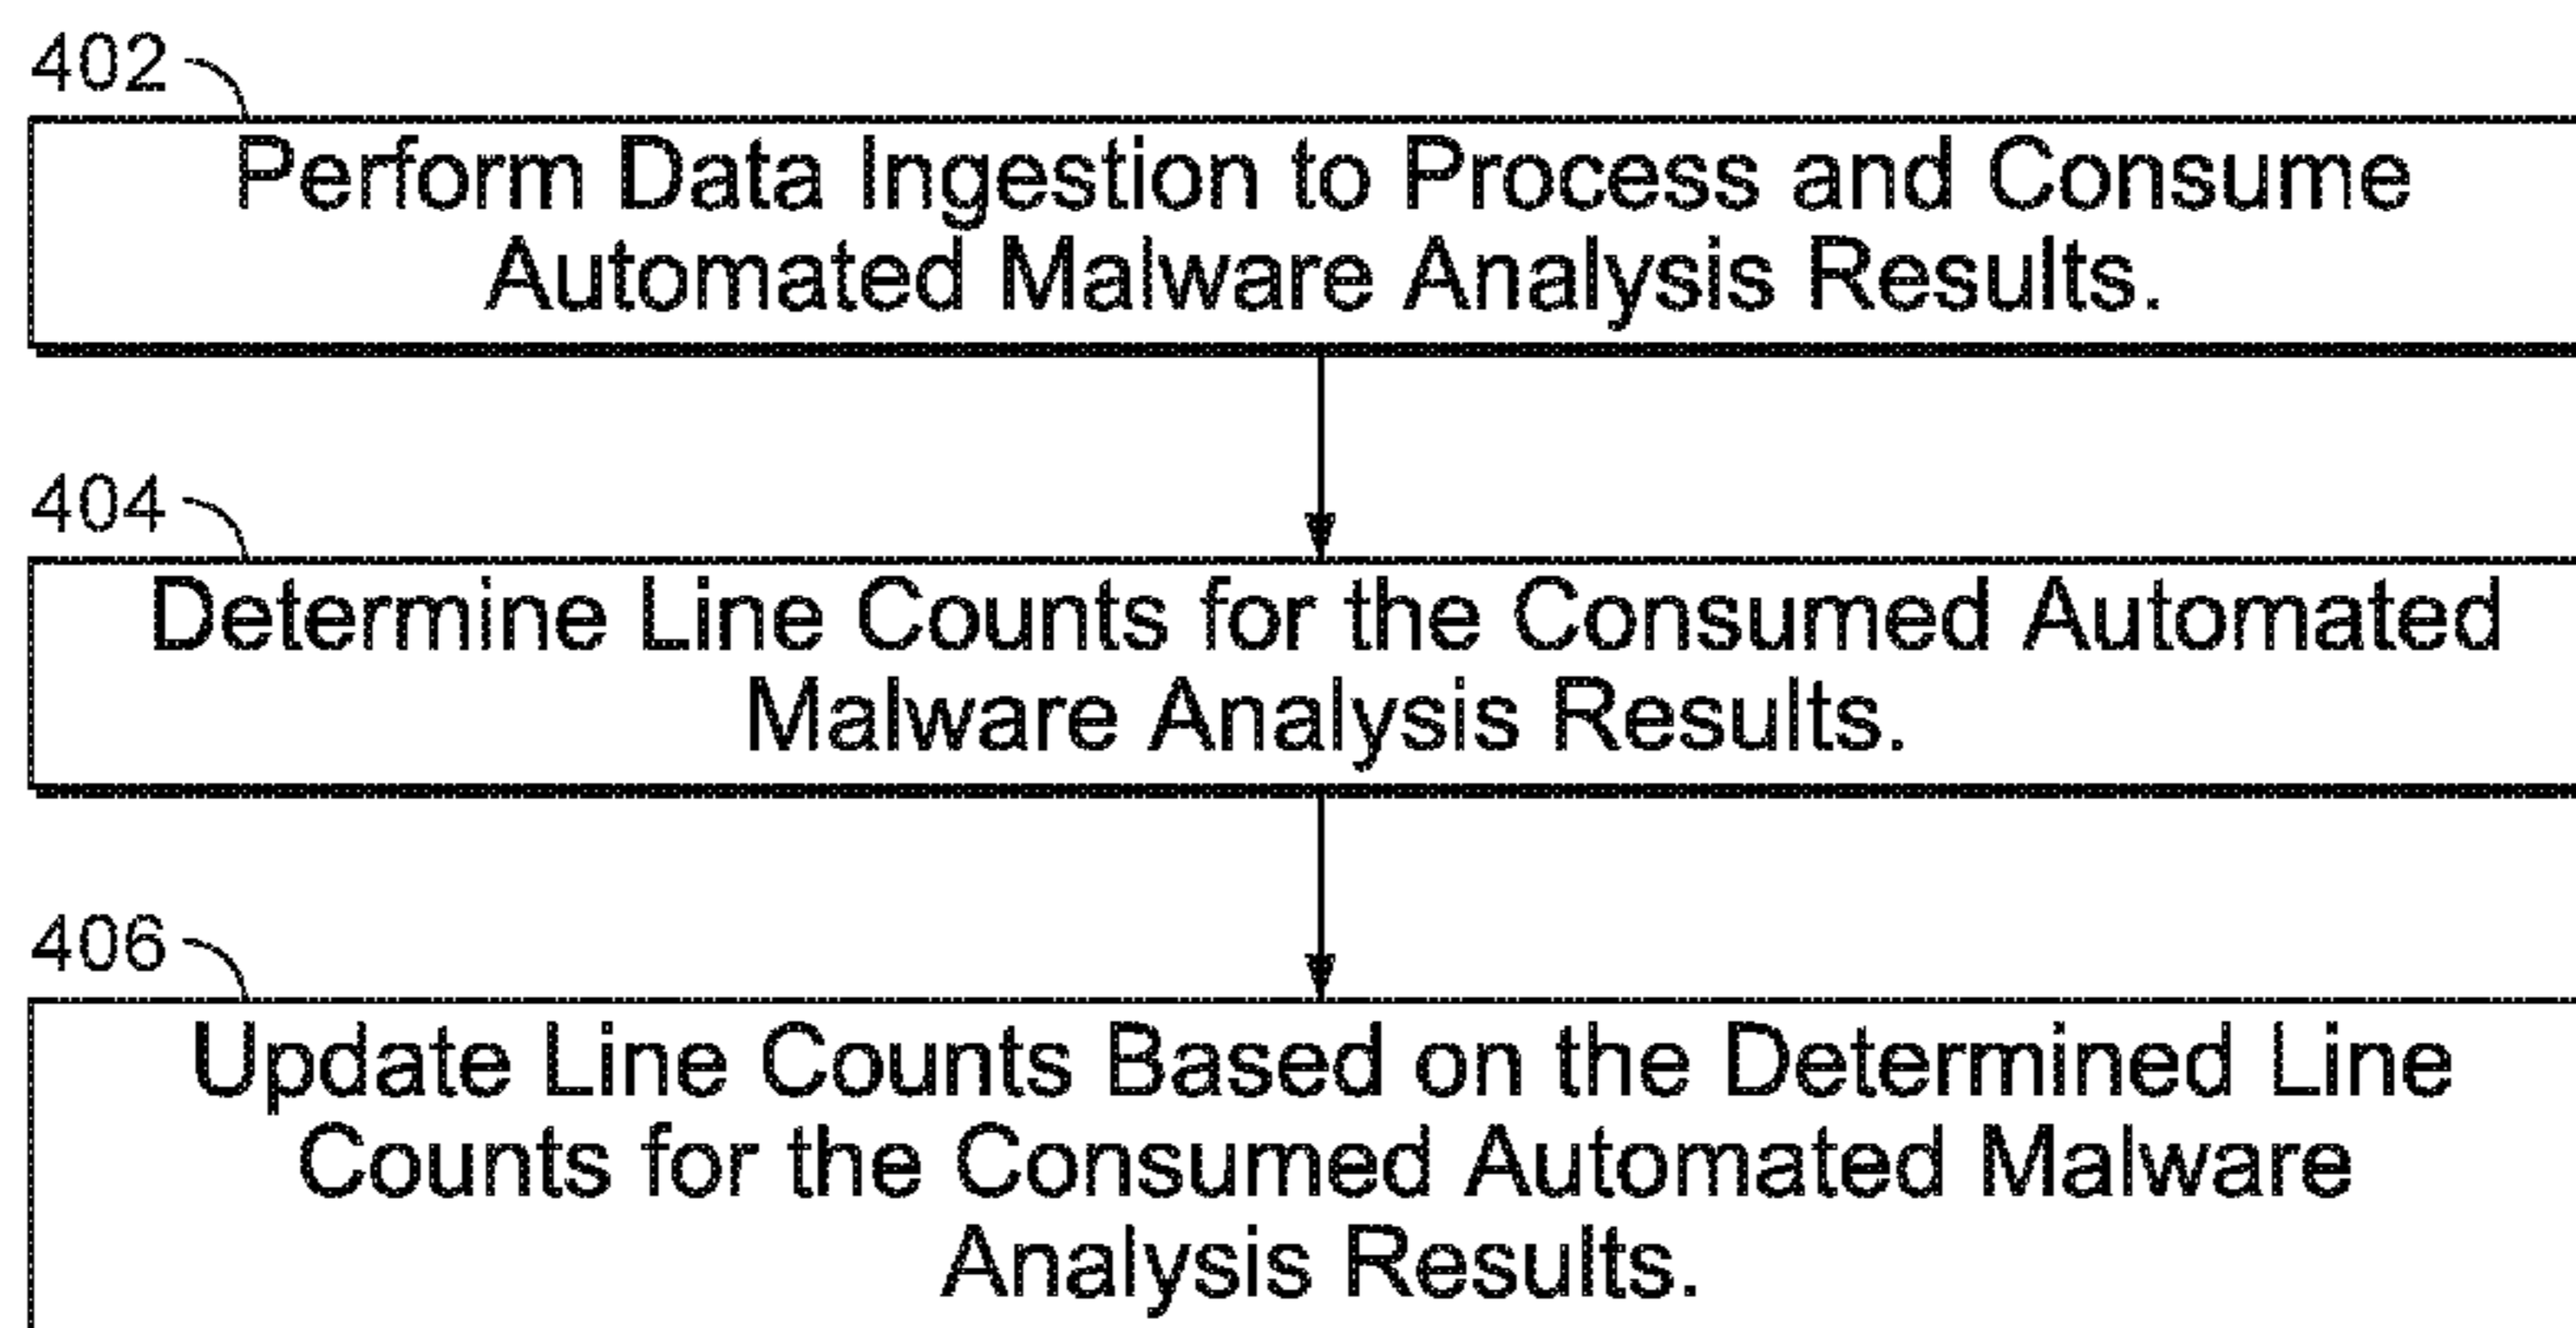 402
Perform Data Ingestion to Process and Consume
Automated Malware Analysis Results.
404
Determine Line Counts for the Consumed Automated
Malware Analysis Results.
406
Update Line Counts Based on the Determined Line
Counts for the Consumed Automated Malware
Analysis Results.